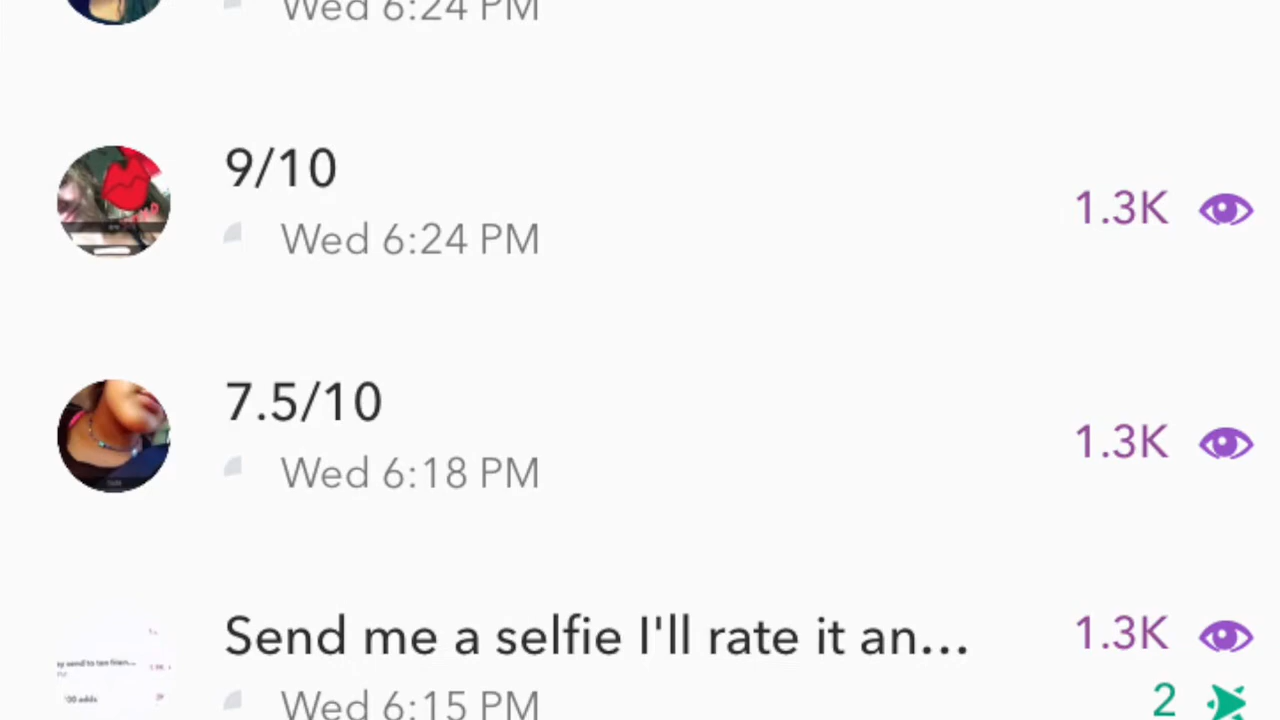 Wed 6:24 PM
9/10
1.3K
Wed 6:24 PM
7.5/10
1.3K
Wed 6:18 PM
Send me a selfie I'll rate it an...
1.3K
Wed 6:15 PM
2